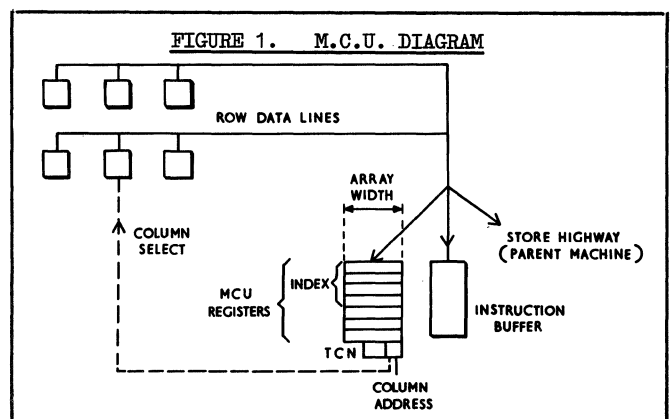 FIGURE 1. M.C.U. DIAGRAM
ROW DATA LINES
ARRAY
WIDTH
COLUMN
SELECT
STORE HIGHWAY
(PARENT MACHINE)
INDEX
MCU
REGISTERS
INSTRUCTION
BUFFER
TCN
COLUMN
ADDRESS